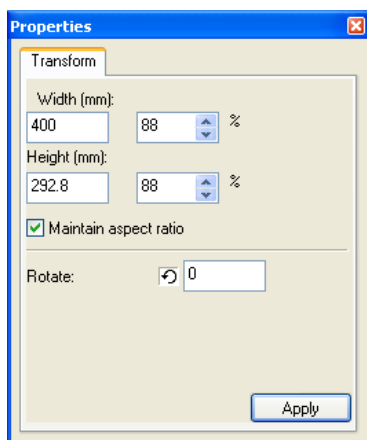 Properties
Transform
Width (mm):
400 88 %
Height (mm):
292.8 88 %
Maintain aspect ratio
Rotate: 0
Apply